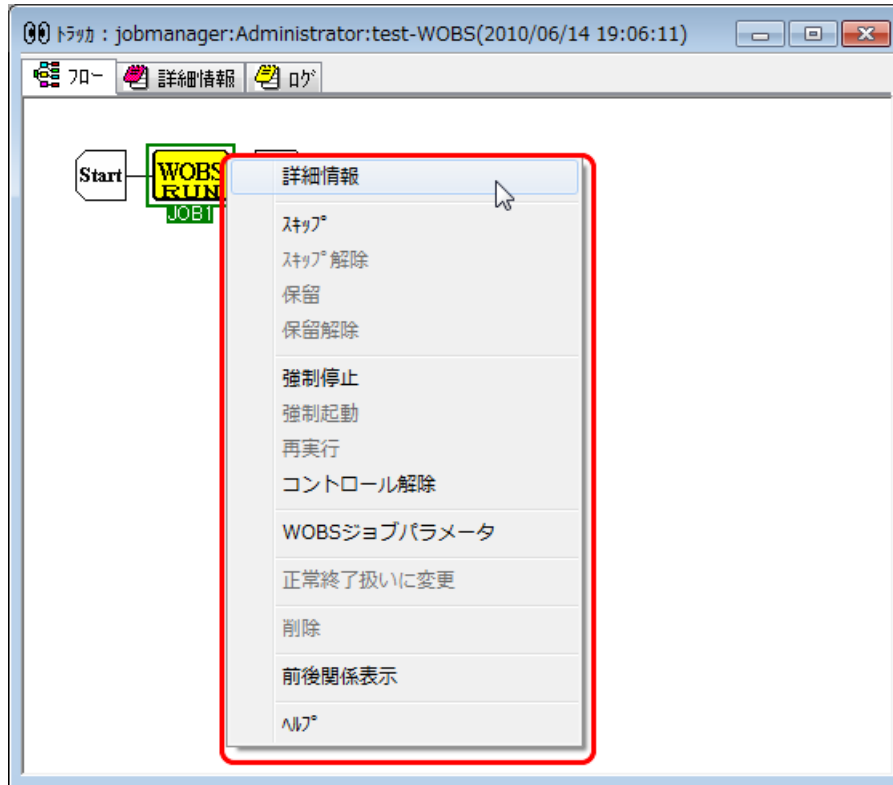 ﾄﾗｯｶ : jobmanager:Administrator:test-WOBS(2010/06/14 19:06:11)
ﾌﾛｰ 詳細情報 ﾛｸﾞ
Start WOBS
RUN
JOB1
詳細情報
ｽｷｯﾌﾟ
ｽｷｯﾌﾟ解除
保留
保留解除
強制停止
強制起動
再実行
コントロール解除
WOBSジョブパラメータ
正常終了扱いに変更
削除
前後関係表示
ﾍﾙﾌﾟ